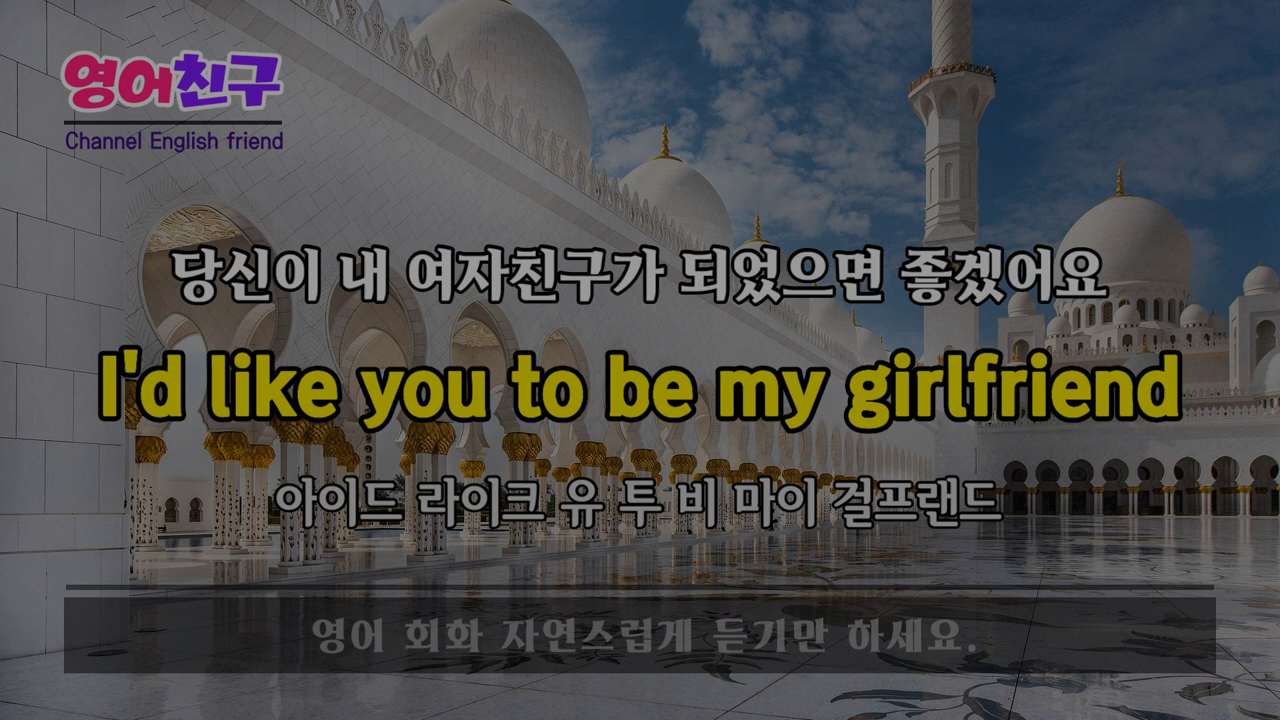 영어친구
Channel English friend
당신이 내 여자친구가 되었으면 좋겠어요
I'd like you to be my girlfriend
아이드 라이크 유 투 비 마이 걸프랜드
영어 회화 자연스럽게 듣기만 하세요.